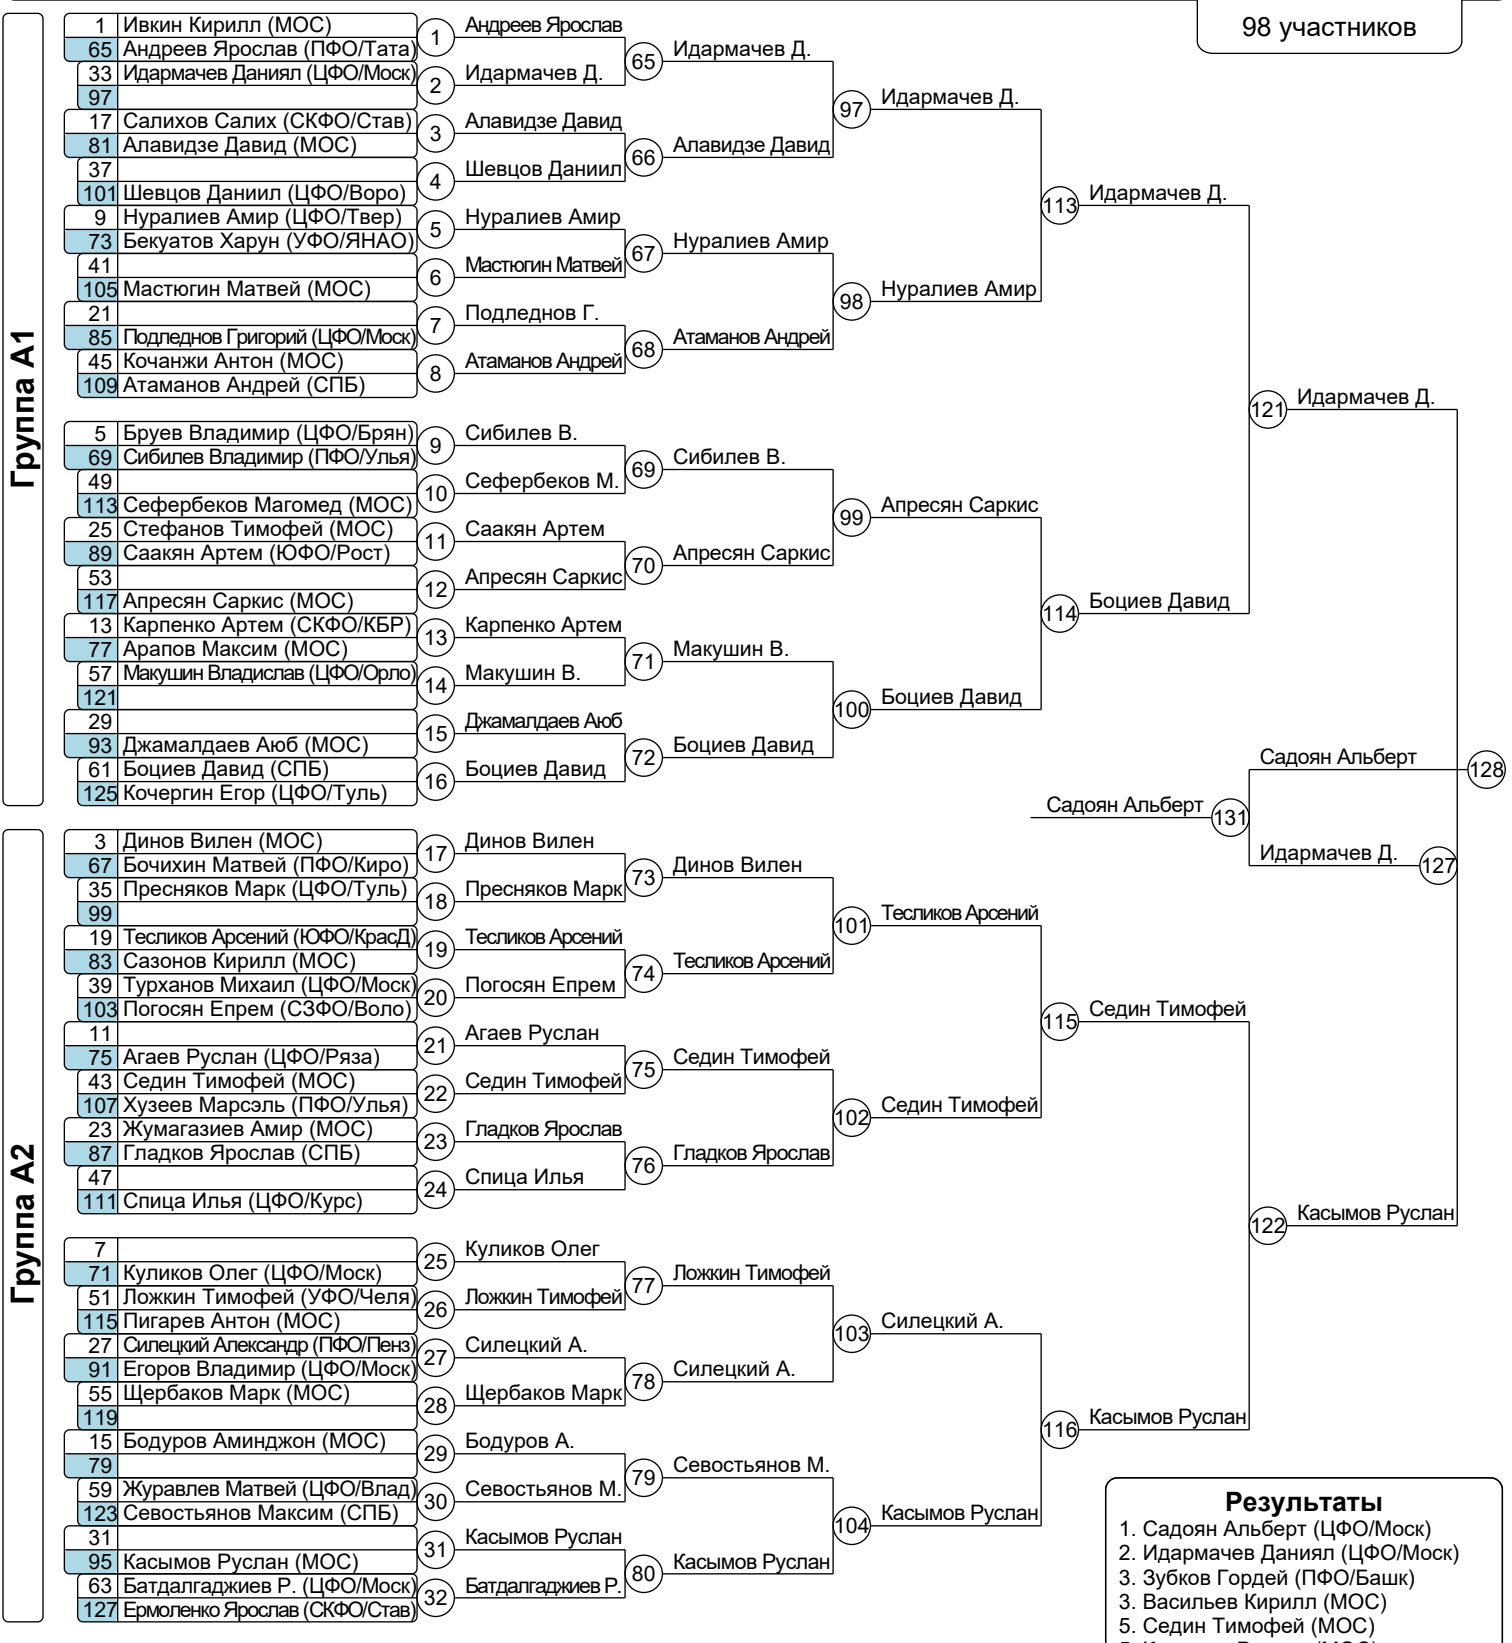 98 участников
Группа А1
1 Ивкин Кирилл (МОС)
65 Андреев Ярослав (ПФО/Тата)
33 Идармачев Даниял (ЦФО/Моск)
97
17 Салихов Салих (СКФО/Став)
81 Алавидзе Давид (МОС)
37
101 Шевцов Даниил (ЦФО/Воро)
9 Нуралиев Амир (ЦФО/Твер)
73 Бекуатов Харун (УФО/ЯНАО)
41
105 Мастюгин Матвей (МОС)
21
85 Подледнов Григорий (ЦФО/Моск)
45 Кочанжи Антон (МОС)
109 Атаманов Андрей (СПБ)
5 Бруев Владимир (ЦФО/Брян)
69 Сибилев Владимир (ПФО/Улья)
49
113 Сефербеков Магомед (МОС)
25 Стефанов Тимофей (МОС)
89 Саакян Артем (ЮФО/Рост)
53
117 Апресян Саркис (МОС)
13 Карпенко Артем (СКФО/КБР)
77 Арапов Максим (МОС)
57 Макушин Владислав (ЦФО/Орло)
121
29
93 Джамалдаев Аюб (МОС)
61 Боциев Давид (СПБ)
125 Кочергин Егор (ЦФО/Туль)
Группа А2
3 Динов Вилен (МОС)
67 Бочихин Матвей (ПФО/Киро)
35 Пресняков Марк (ЦФО/Туль)
99
19 Тесликов Арсений (ЮФО/КрасД)
83 Сазонов Кирилл (МОС)
39 Турханов Михаил (ЦФО/Моск)
103 Погосян Епрем (СЗФО/Воло)
11
75 Агаев Руслан (ЦФО/Ряза)
43 Седин Тимофей (МОС)
107 Хузеев Марсэль (ПФО/Улья)
23 Жумагазиев Амир (МОС)
87 Гладков Ярослав (СПБ)
47
111 Спица Илья (ЦФО/Курс)
7
71 Куликов Олег (ЦФО/Моск)
51 Ложкин Тимофей (УФО/Челя)
115 Пигарев Антон (МОС)
27 Силецкий Александр (ПФО/Пенз)
91 Егоров Владимир (ЦФО/Моск)
55 Щербаков Марк (МОС)
119
15 Бодуров Аминджон (МОС)
79
59 Журавлев Матвей (ЦФО/Влад)
123 Севостьянов Максим (СПБ)
31
95 Касымов Руслан (МОС)
63 Батдалгаджиев Р. (ЦФО/Моск)
127 Ермоленко Ярослав (СКФО/Став)
1 Андреев Ярослав
2 Идармачев Д.
3 Алавидзе Давид
4 Шевцов Даниил
5 Нуралиев Амир
6 Мастюгин Матвей
7 Подледнов Г.
8 Атаманов Андрей
9 Сибилев В.
10 Сефербеков М.
11 Саакян Артем
12 Апресян Саркис
13 Карпенко Артем
14 Макушин В.
15 Джамалдаев Аюб
16 Боциев Давид
17 Динов Вилен
18 Пресняков Марк
19 Тесликов Арсений
20 Погосян Епрем
21 Агаев Руслан
22 Седин Тимофей
23 Гладков Ярослав
24 Спица Илья
25 Куликов Олег
26 Ложкин Тимофей
27 Силецкий А.
28 Щербаков Марк
29 Бодуров А.
30 Севостьянов М.
31 Касымов Руслан
32 Батдалгаджиев Р.
65 Идармачев Д.
66 Алавидзе Давид
67 Нуралиев Амир
68 Атаманов Андрей
69 Сибилев В.
70 Апресян Саркис
71 Макушин В.
72 Боциев Давид
73 Динов Вилен
74 Тесликов Арсений
75 Седин Тимофей
76 Гладков Ярослав
77 Ложкин Тимофей
78 Силецкий А.
79 Севостьянов М.
80 Касымов Руслан
97 Идармачев Д.
98 Нуралиев Амир
99 Апресян Саркис
100 Боциев Давид
101 Тесликов Арсений
102 Седин Тимофей
103 Силецкий А.
104 Касымов Руслан
113 Идармачев Д.
114 Боциев Давид
115 Седин Тимофей
116 Касымов Руслан
121 Идармачев Д.
122 Касымов Руслан
Садоян Альберт 128
Садоян Альберт 131
Идармачев Д. 127
Результаты
1. Садоян Альберт (ЦФО/Моск)
2. Идармачев Даниял (ЦФО/Моск)
3. Зубков Гордей (ПФО/Башк)
3. Васильев Кирилл (МОС)
5. Седин Тимофей (МОС)